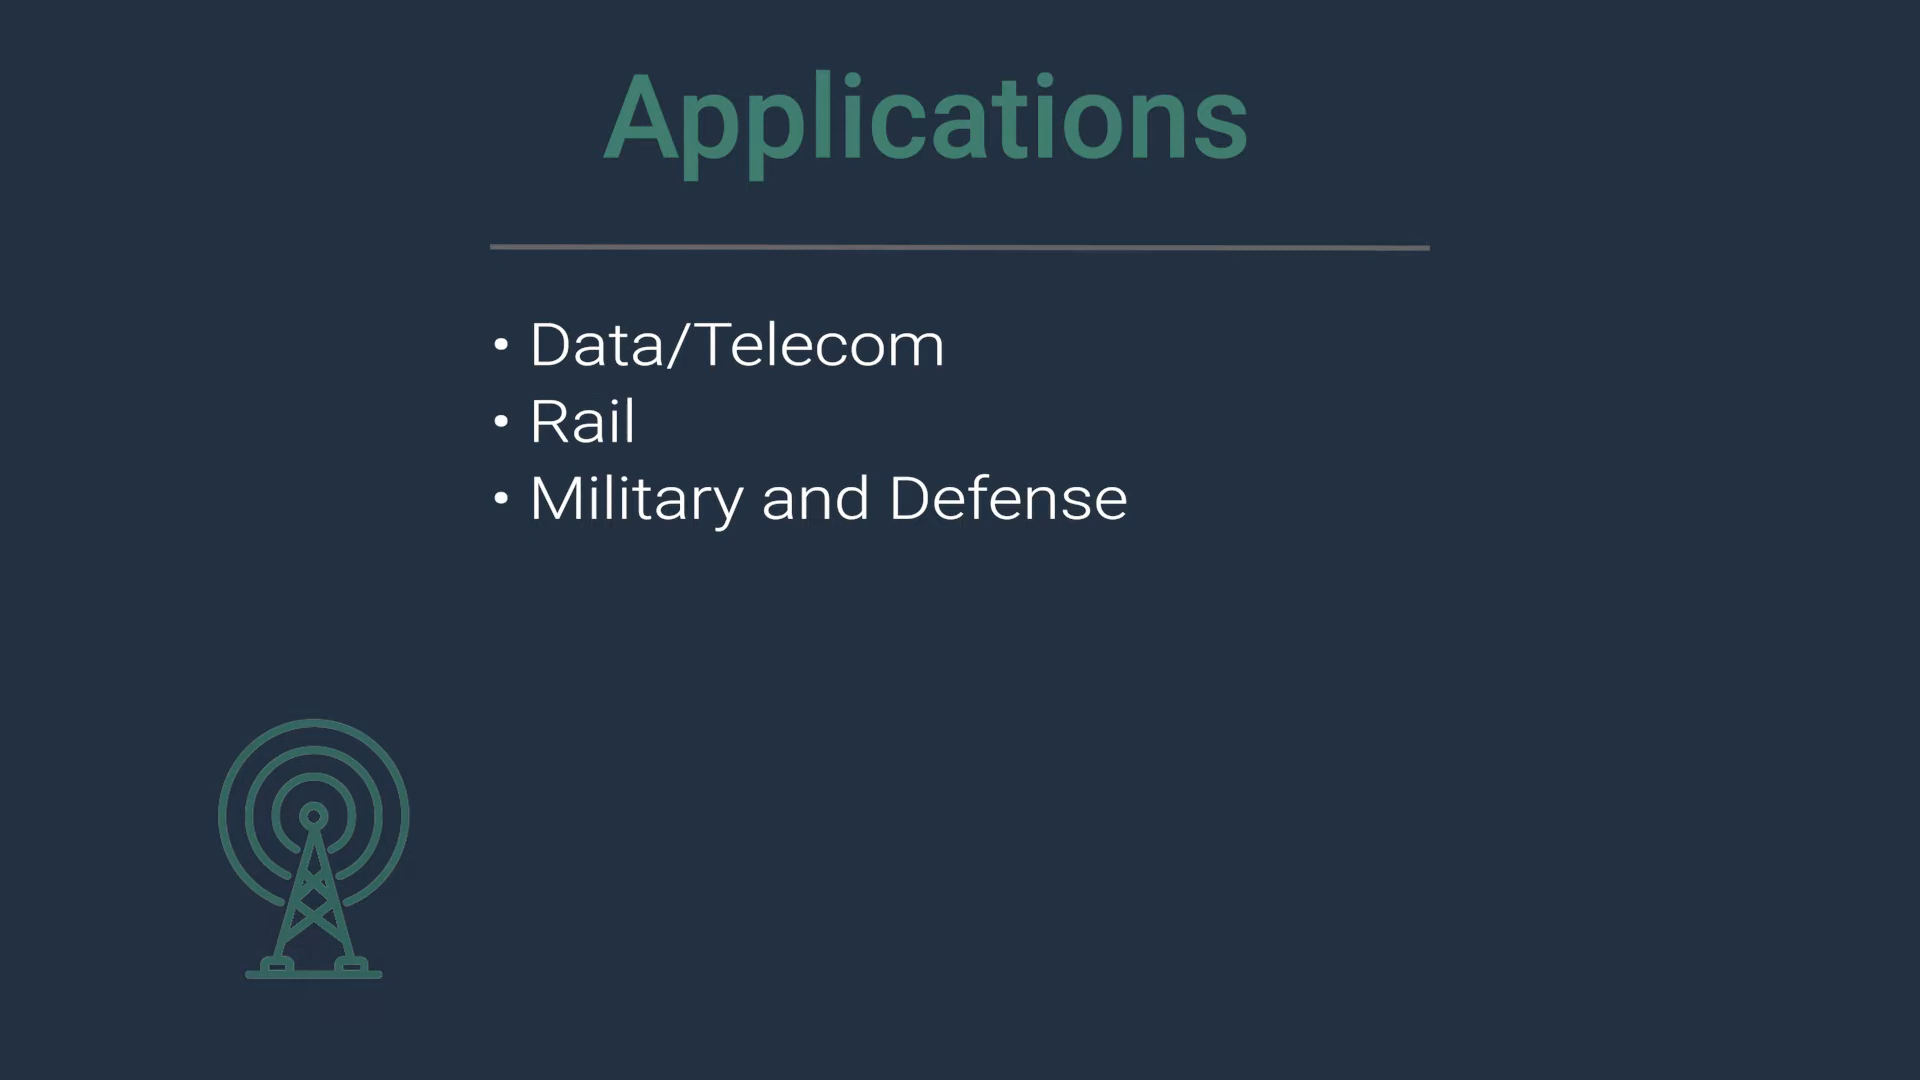 Applications
• Data/Telecom
• Rail
• Military and Defense